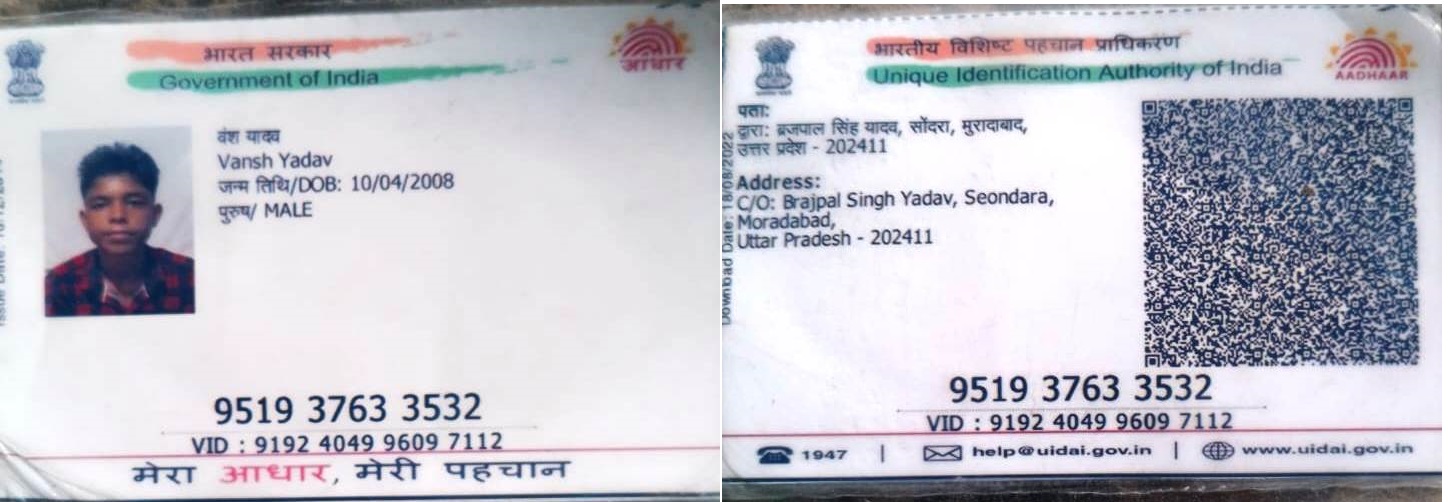 भारत सरकार
Government of India
आधार
वंश यादव
Vansh Yadav
जन्म तिथि/DOB: 10/04/2008
पुरुष/ MALE
9519 3763 3532
VID : 9192 4049 9609 7112
मेरा आधार, मेरी पहचान
भारतीय विशिष्ट पहचान प्राधिकरण
Unique Identification Authority of India
AADHAAR
पता:
द्वारा: ब्रजपाल सिंह यादव, सोंदरा, मुरादाबाद,
उत्तर प्रदेश - 202411
Address:
C/O: Brajpal Singh Yadav, Seondara,
Moradabad,
Uttar Pradesh - 202411
Download Date: 18/08/2022
9519 3763 3532
VID : 9192 4049 9609 7112
1947 | help@uidai.gov.in | www.uidai.gov.in